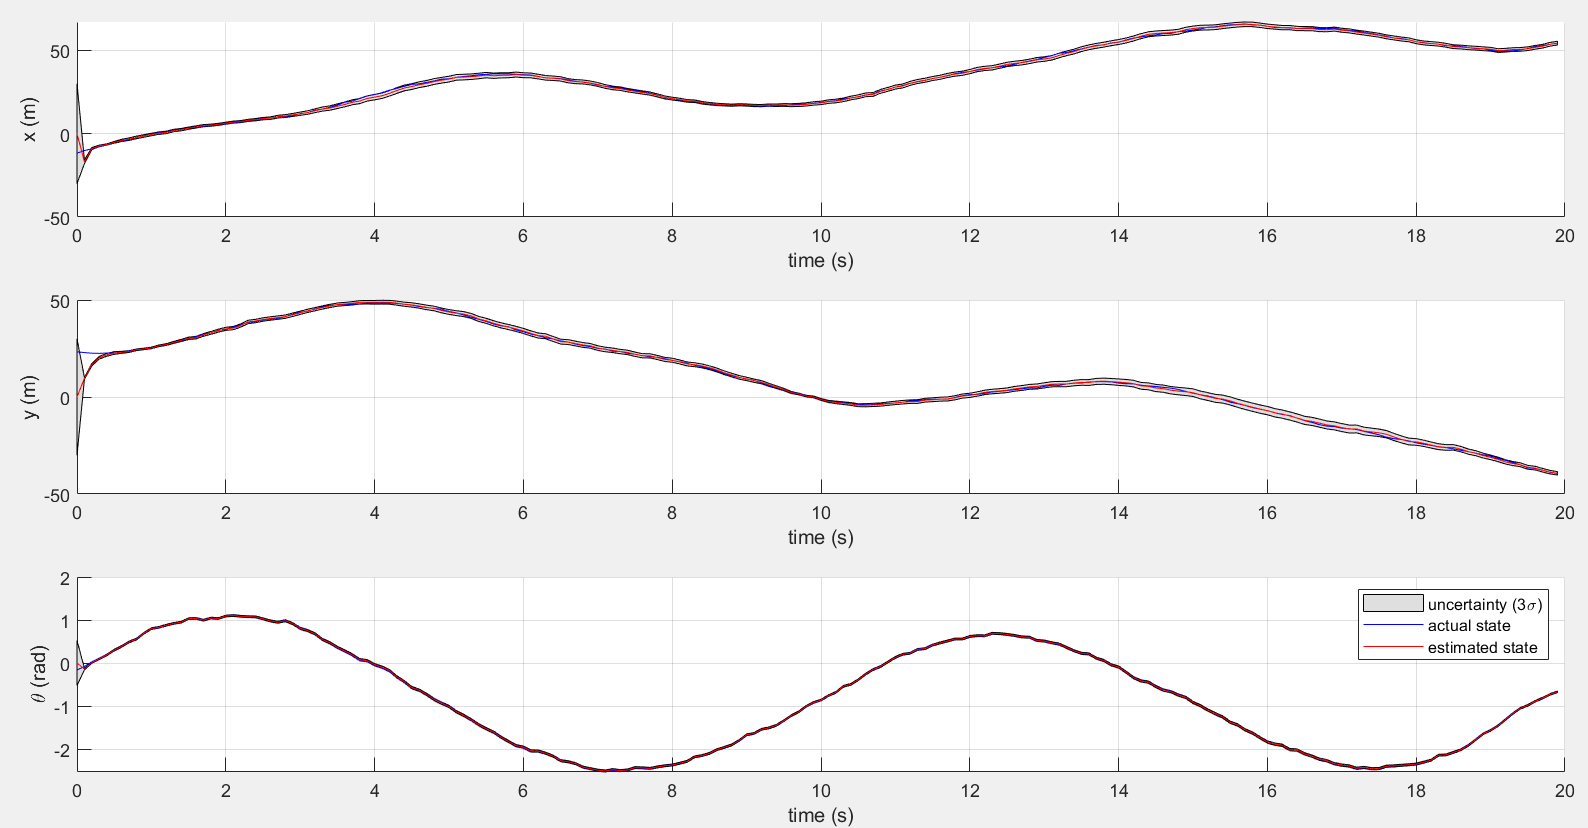 50
0
-50
x (m)
0 2 4 6 8 10 12 14 16 18 20
time (s)
50
0
-50
y (m)
0 2 4 6 8 10 12 14 16 18 20
time (s)
2
1
0
-1
-2
θ (rad)
uncertainty (3σ)
actual state
estimated state
0 2 4 6 8 10 12 14 16 18 20
time (s)